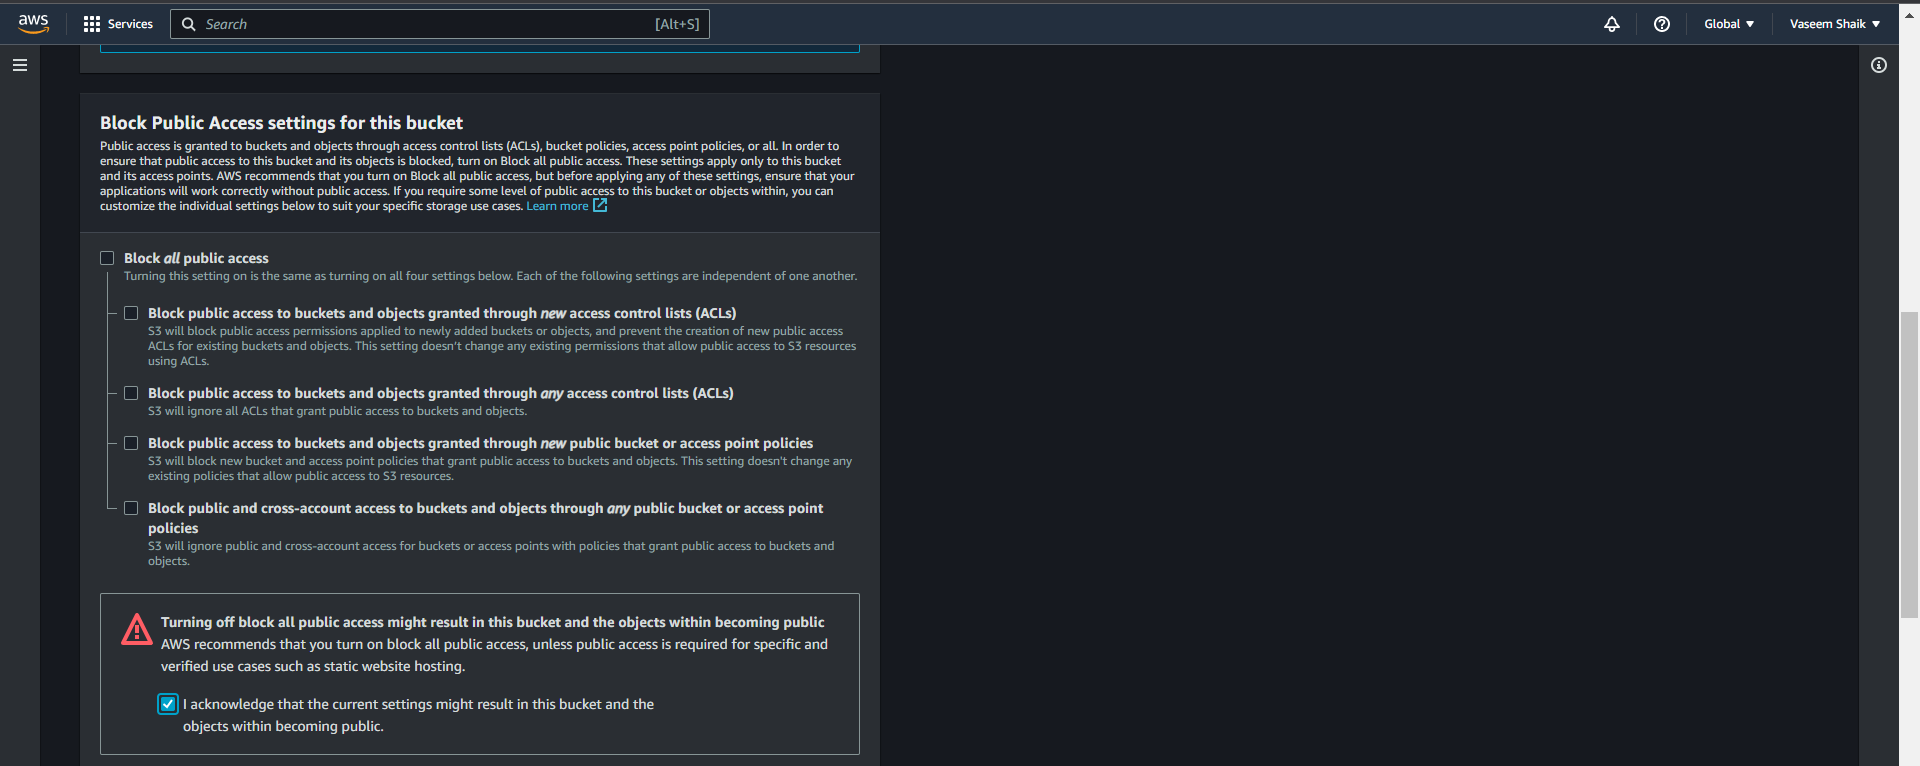 aws
Services
Search
[Alt+S]
Global
Vaseem Shaik
Block Public Access settings for this bucket
Public access is granted to buckets and objects through access control lists (ACLs), bucket policies, access point policies, or all. In order to
ensure that public access to this bucket and its objects is blocked, turn on Block all public access. These settings apply only to this bucket
and its access points. AWS recommends that you turn on Block all public access, but before applying any of these settings, ensure that your
applications will work correctly without public access. If you require some level of public access to this bucket or objects within, you can
customize the individual settings below to suit your specific storage use cases. Learn more
Block all public access
Turning this setting on is the same as turning on all four settings below. Each of the following settings are independent of one another.
Block public access to buckets and objects granted through new access control lists (ACLs)
S3 will block public access permissions applied to newly added buckets or objects, and prevent the creation of new public access
ACLs for existing buckets and objects. This setting doesn't change any existing permissions that allow public access to S3 resources
using ACLs.
Block public access to buckets and objects granted through any access control lists (ACLs)
S3 will ignore all ACLs that grant public access to buckets and objects.
Block public access to buckets and objects granted through new public bucket or access point policies
S3 will block new bucket and access point policies that grant public access to buckets and objects. This setting doesn't change any
existing policies that allow public access to S3 resources.
Block public and cross-account access to buckets and objects through any public bucket or access point
policies
S3 will ignore public and cross-account access for buckets or access points with policies that grant public access to buckets and
objects.
Turning off block all public access might result in this bucket and the objects within becoming public
AWS recommends that you turn on block all public access, unless public access is required for specific and
verified use cases such as static website hosting.
I acknowledge that the current settings might result in this bucket and the
objects within becoming public.